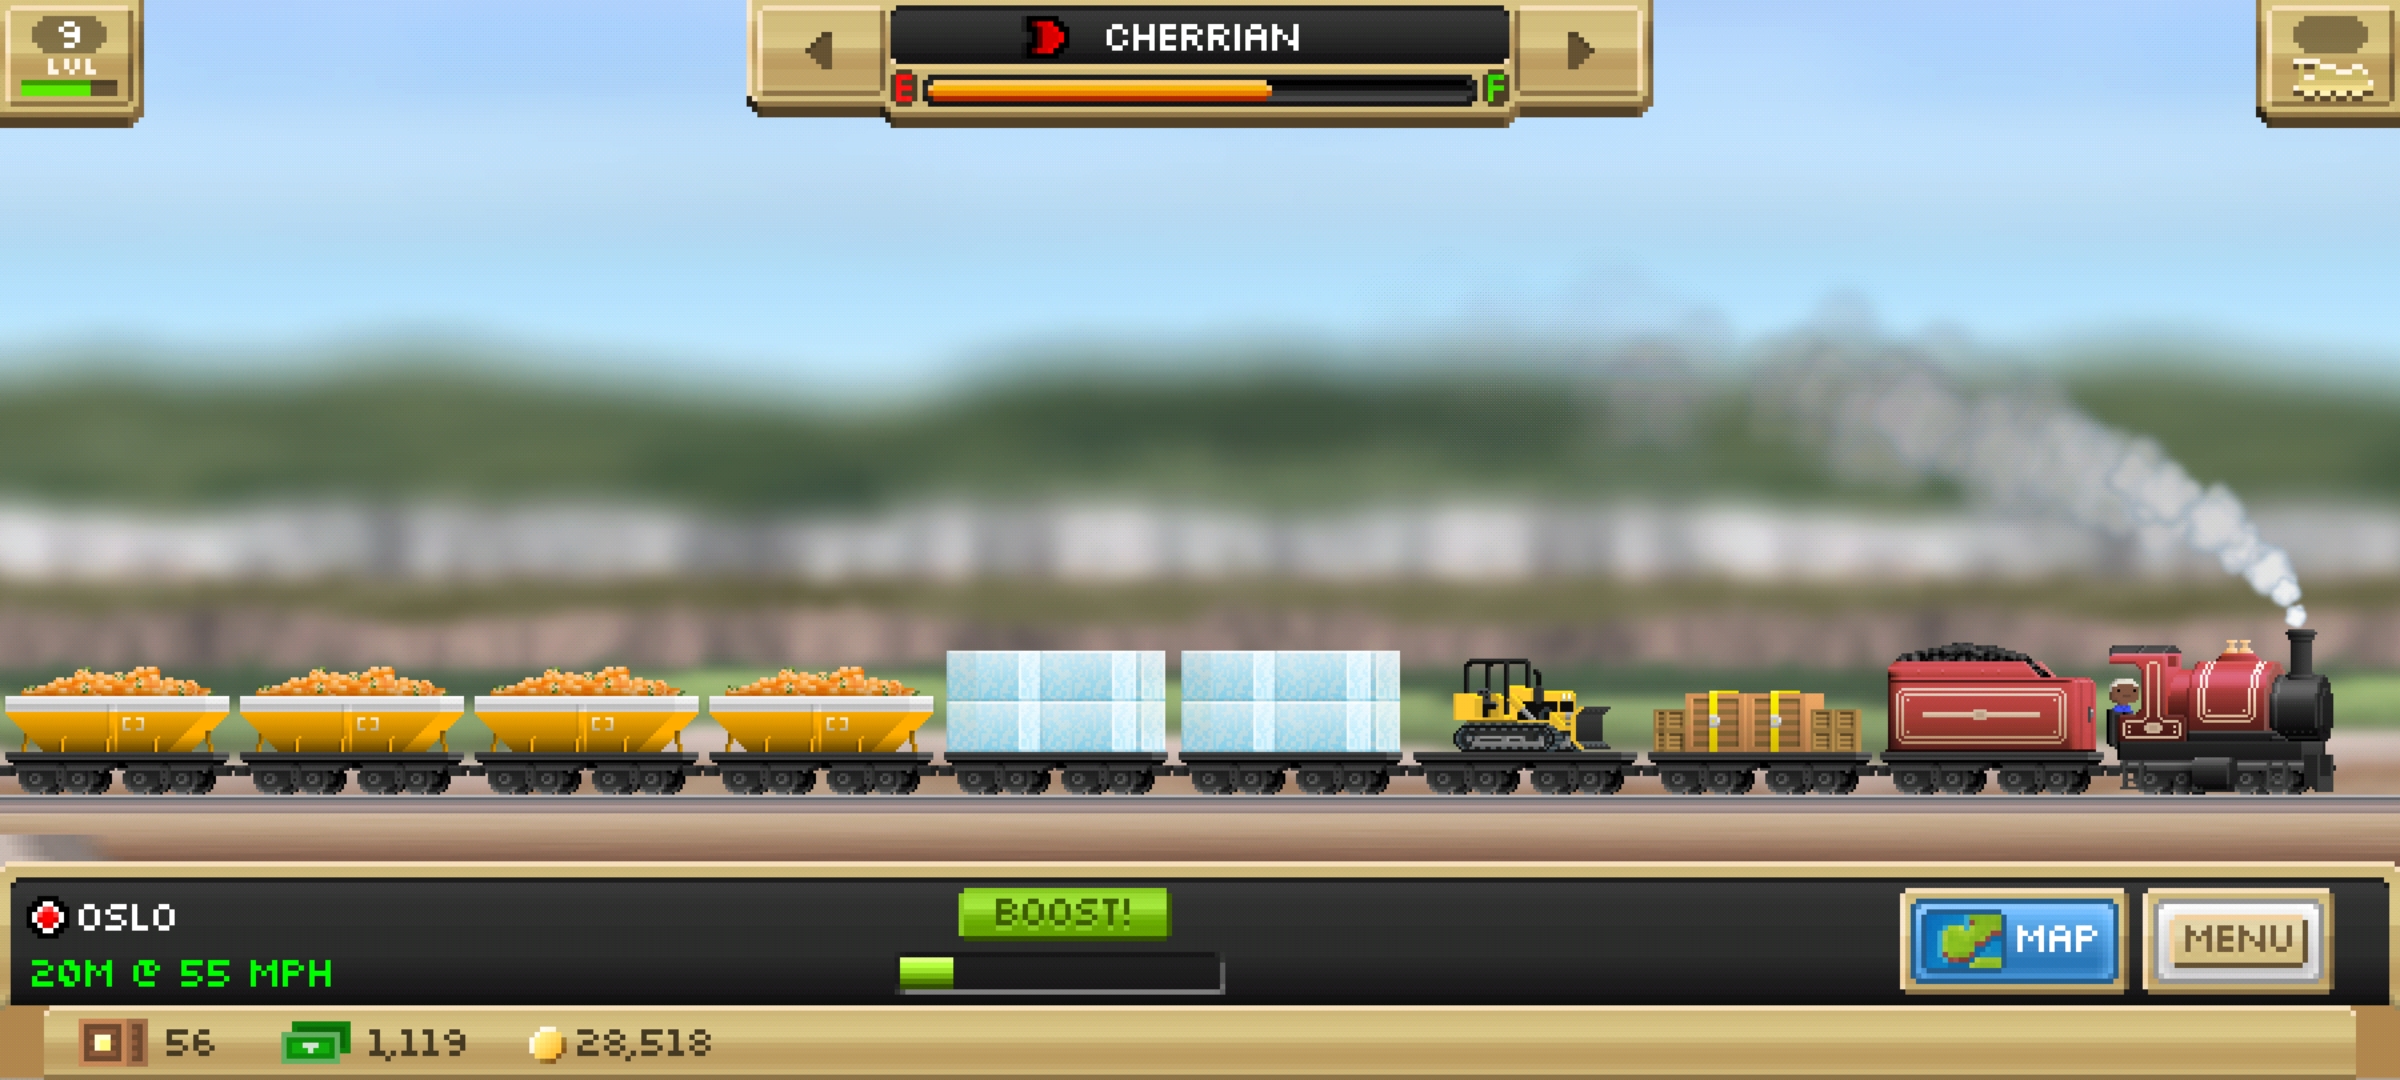 9
LVL
CHERRIAN
E F
OSLO
20M @ 55 MPH
BOOST!
MAP
MENU
56
1,119
28,518